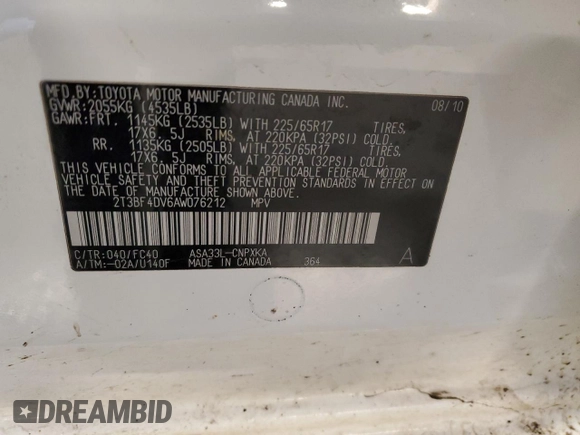 MFD.BY:TOYOTA MOTOR MANUFACTURING CANADA INC.
GVWR:2055KG (4535LB) 08/10
GAWR:FRT. 1145KG (2535LB) WITH 225/65R17 TIRES,
17X6.5J RIMS, AT 220KPA (32PSI) COLD.
RR. 1135KG (2505LB) WITH 225/65R17 TIRES,
17X6.5J RIMS, AT 220KPA (32PSI) COLD.
THIS VEHICLE CONFORMS TO ALL APPLICABLE FEDERAL MOTOR
VEHICLE SAFETY AND THEFT PREVENTION STANDARDS IN EFFECT ON
THE DATE OF MANUFACTURE SHOWN ABOVE.
2T3BF4DV6AW076212 MPV
C/TR:040/FC40 ASA33L-CNPXKA
A/TM:-02A/U140F MADE IN CANADA 364 A
DREAMBID